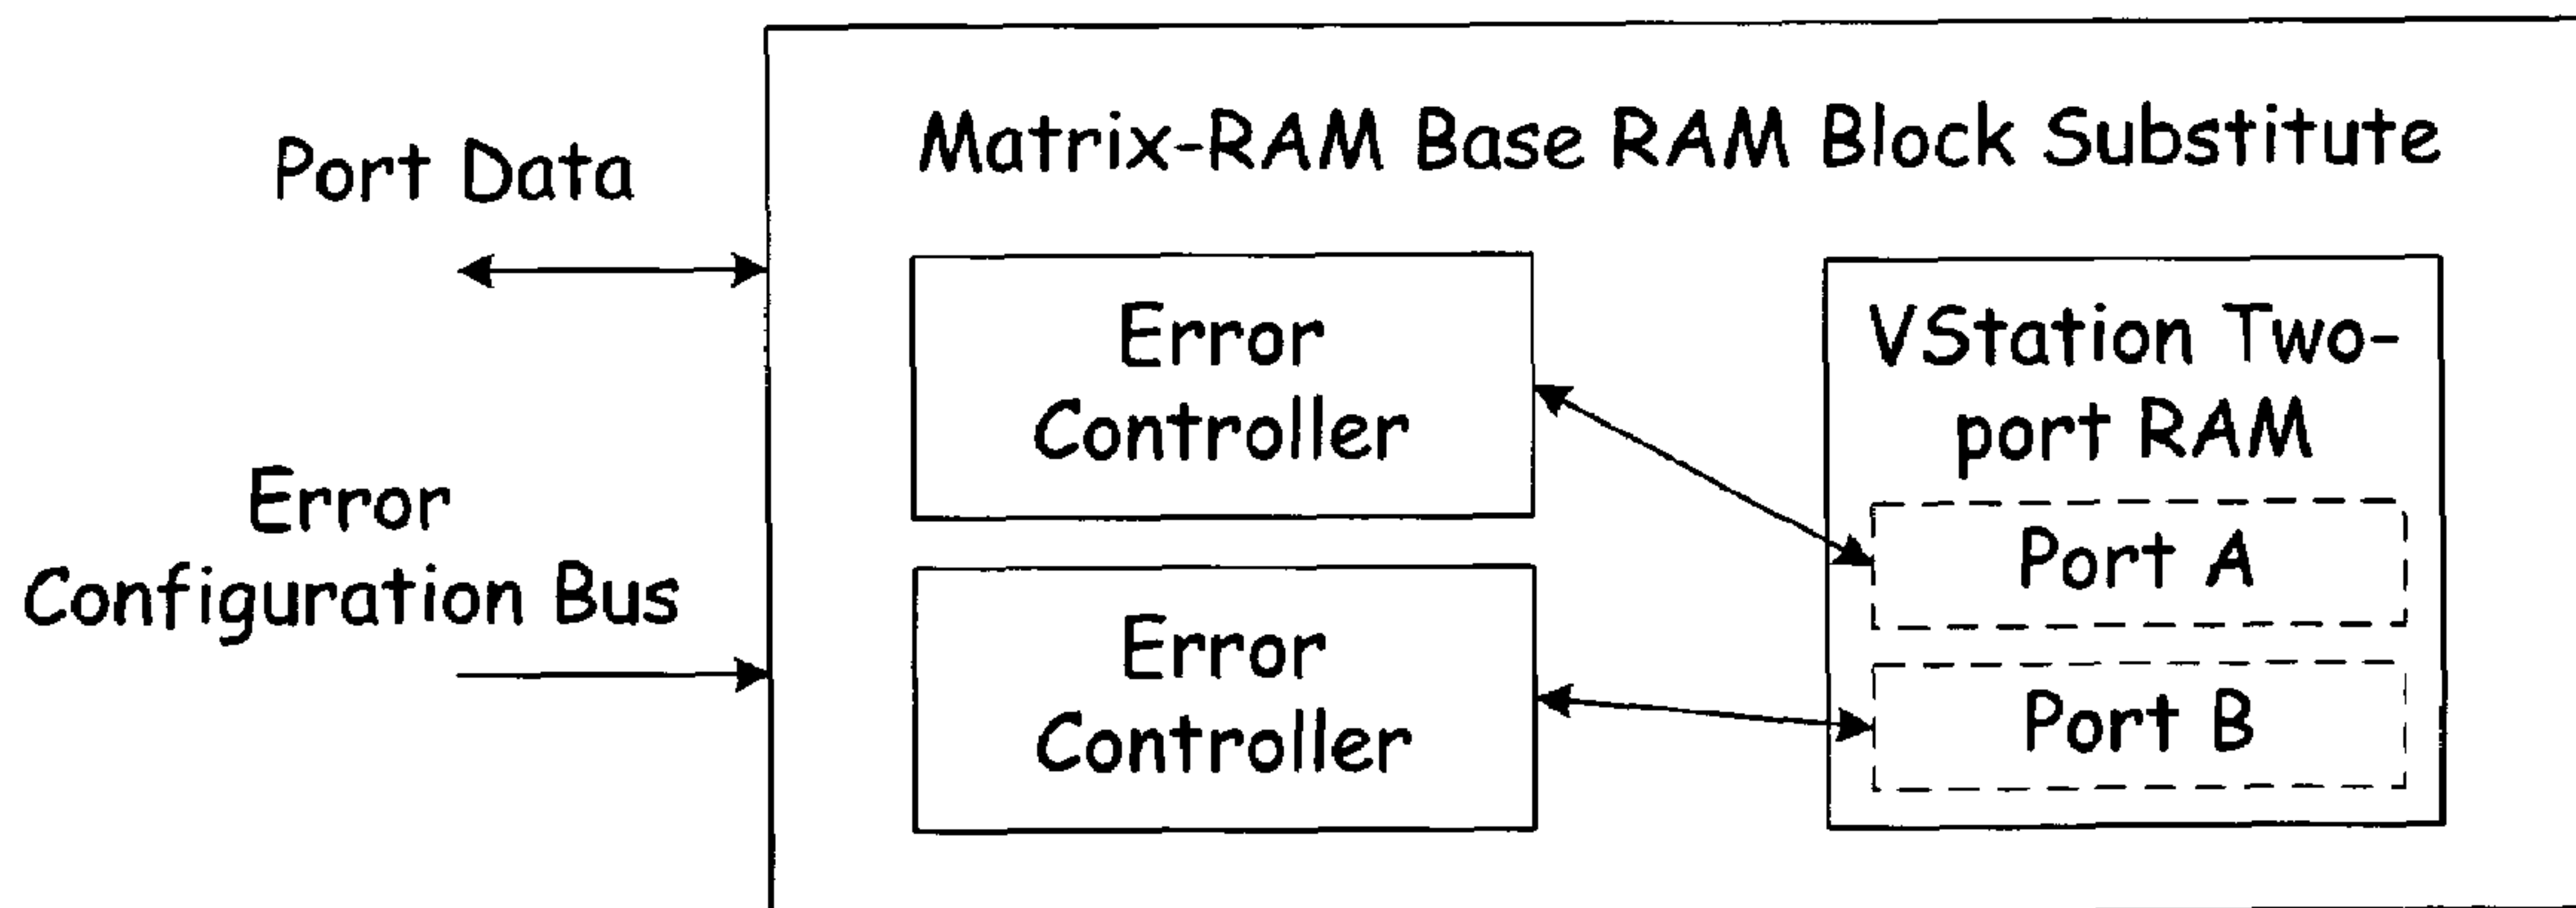 Matrix-RAM Base RAM Block Substitute
Port Data
Error
Configuration Bus
Error
Controller
Error
Controller
VStation Two-
port RAM
Port A
Port B